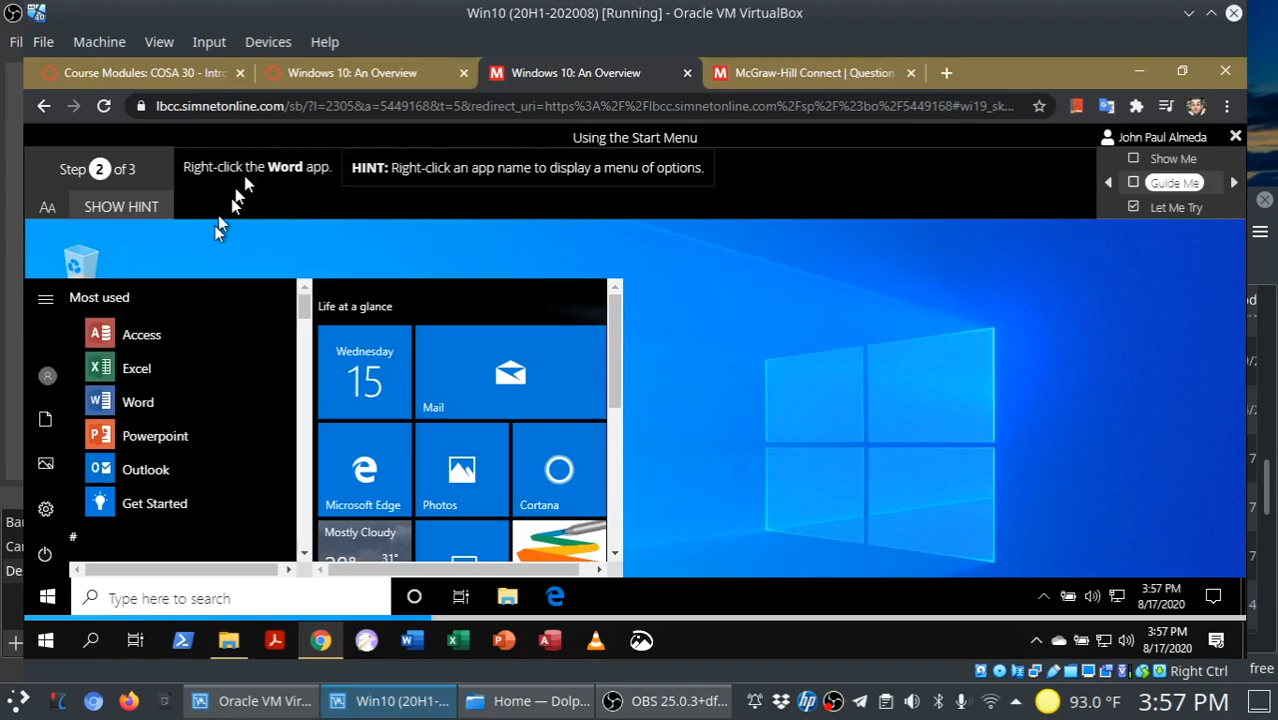 Win10 (20H1-202008) [Running] - Oracle VM VirtualBox
Fil File Machine View Input Devices Help
Course Modules: COSA 30 - Intro Windows 10: An Overview Windows 10: An Overview McGraw-Hill Connect | Question
lbcc.simnetonline.com/sb/?l=2305&a=5449168&t=5&redirect_uri=https%3A%2F%2Flbcc.simnetonline.com%2Fsp%2F%23bo%2F5449168#wi19_sk...
Using the Start Menu
John Paul Almeda
Step 2 of 3
Right-click the Word app.
HINT: Right-click an app name to display a menu of options.
Show Me
Guide Me
Let Me Try
AA SHOW HINT
Most used
Access
Excel
Word
Powerpoint
Outlook
Get Started
#
Life at a glance
Wednesday
15
Mail
Microsoft Edge
Photos
Cortana
Mostly Cloudy
31°
Type here to search
3:57 PM
8/17/2020
3:57 PM
8/17/2020
Bar
Car
De
Right Ctrl
free
Oracle VM Vir...
Win10 (20H1-...
Home — Dolp...
OBS 25.0.3+df...
93.0 °F
3:57 PM